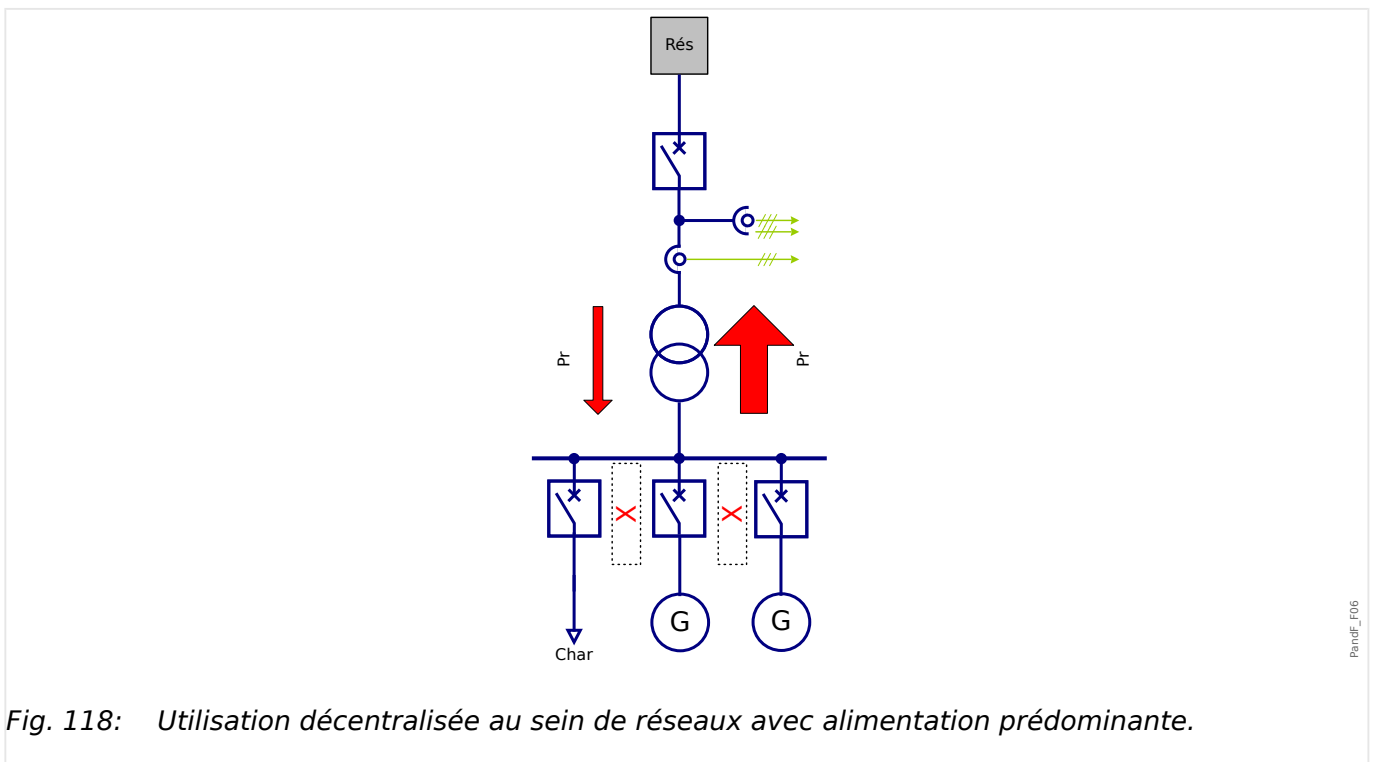 Rés
Pr
Pr
G
G
Char
PandF_F06
Fig. 118: Utilisation décentralisée au sein de réseaux avec alimentation prédominante.